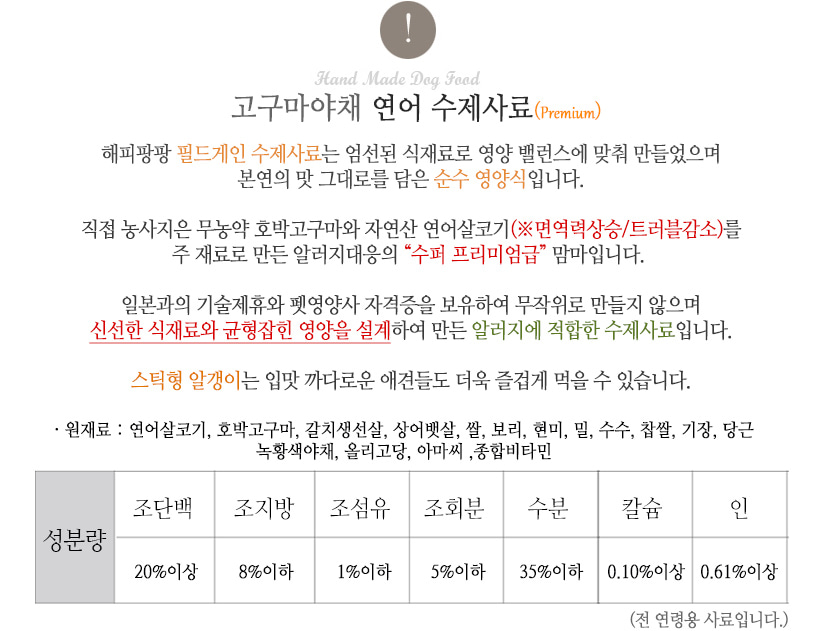 !
Hand Made Dog Food
고구마야채 연어 수제사료(Premium)
해피팡팡 필드게인 수제사료는 엄선된 식재료로 영양 밸런스에 맞춰 만들었으며
본연의 맛 그대로를 담은 순수 영양식입니다.
직접 농사지은 무농약 호박고구마와 자연산 연어살코기(※면역력상승/트러블감소)를
주 재료로 만든 알러지대응의 “수퍼 프리미엄급” 맘마입니다.
일본과의 기술제휴와 펫영양사 자격증을 보유하여 무작위로 만들지 않으며
신선한 식재료와 균형잡힌 영양을 설계하여 만든 알러지에 적합한 수제사료입니다.
스틱형 알갱이는 입맛 까다로운 애견들도 더욱 즐겁게 먹을 수 있습니다.
· 원재료 : 연어살코기, 호박고구마, 갈치생선살, 상어뱃살, 쌀, 보리, 현미, 밀, 수수, 찹쌀, 기장, 당근
녹황색야채, 올리고당, 아마씨 ,종합비타민
성분량 조단백 조지방 조섬유 조회분 수분 칼슘 인
20%이상 8%이하 1%이하 5%이하 35%이하 0.10%이상 0.61%이상
(전 연령용 사료입니다.)